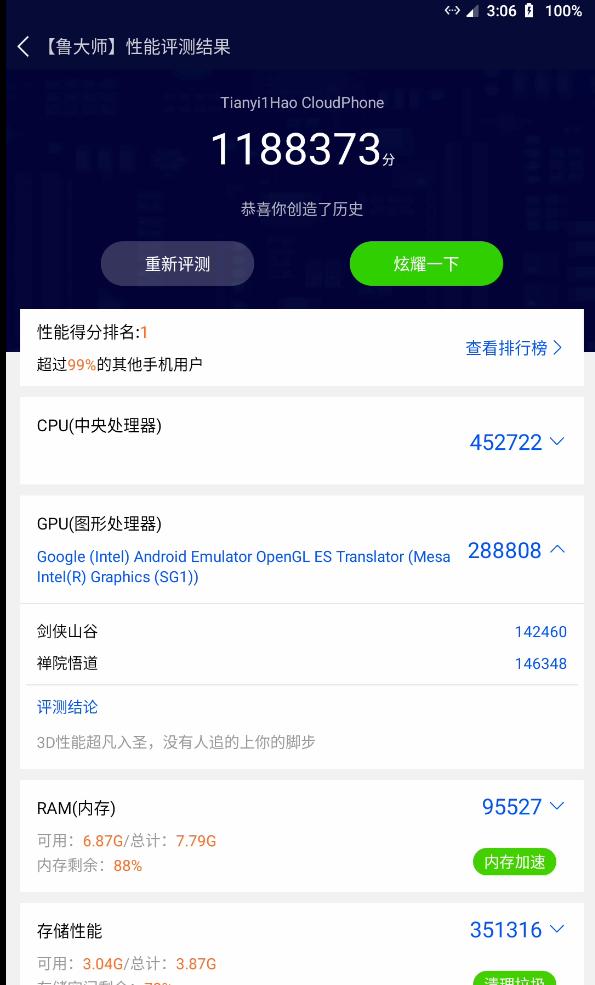 3:06 100%
【鲁大师】性能评测结果
Tianyi1Hao CloudPhone
1188373分
恭喜你创造了历史
重新评测 炫耀一下
性能得分排名:1
超过99%的其他手机用户
查看排行榜
CPU(中央处理器)
452722
GPU(图形处理器)
Google (Intel) Android Emulator OpenGL ES Translator (Mesa
Intel(R) Graphics (SG1))
288808
剑侠山谷 142460
禅院悟道 146348
评测结论
3D性能超凡入圣，没有人追的上你的脚步
RAM(内存)
95527
可用：6.87G/总计：7.79G
内存剩余：88%
内存加速
存储性能
351316
可用：3.04G/总计：3.87G
存储空间剩余：78%
清理垃圾